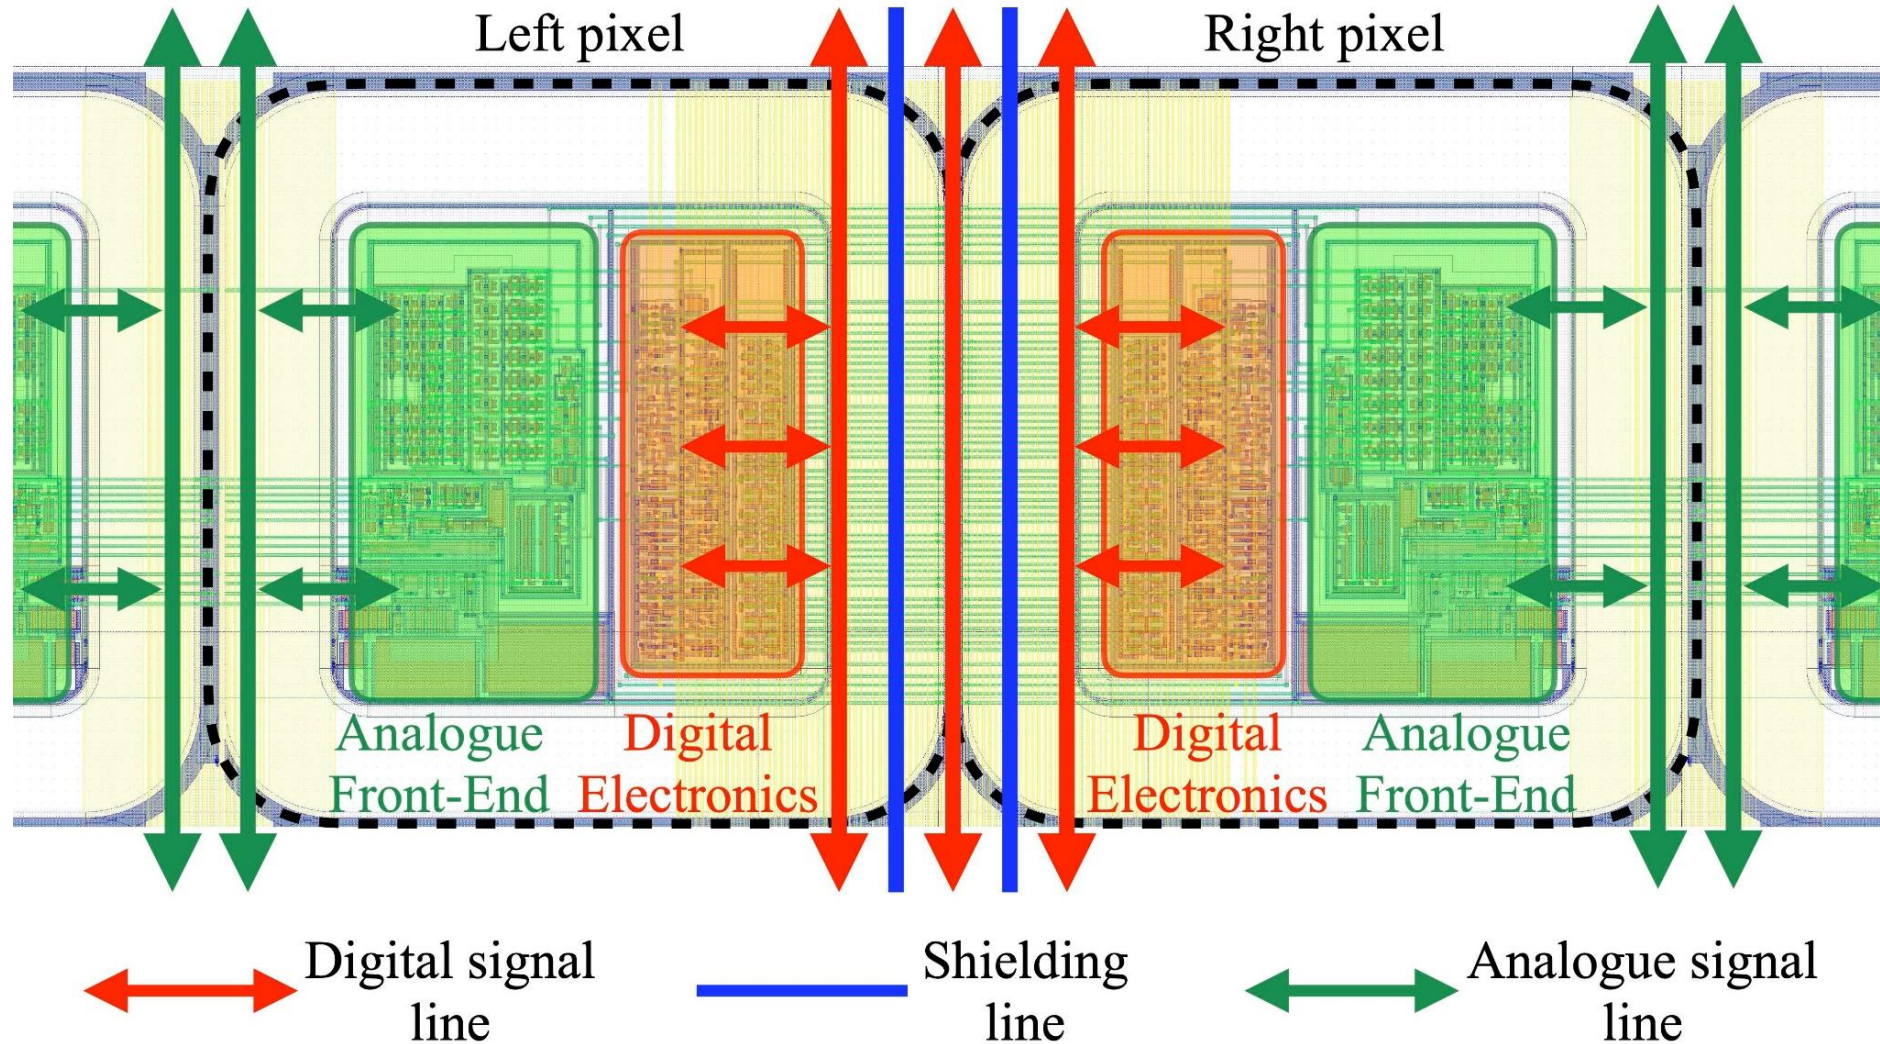 Left pixel
Right pixel
Analogue
Front-End
Digital
Electronics
Digital
Electronics
Analogue
Front-End
Digital signal
line
Shielding
line
Analogue signal
line